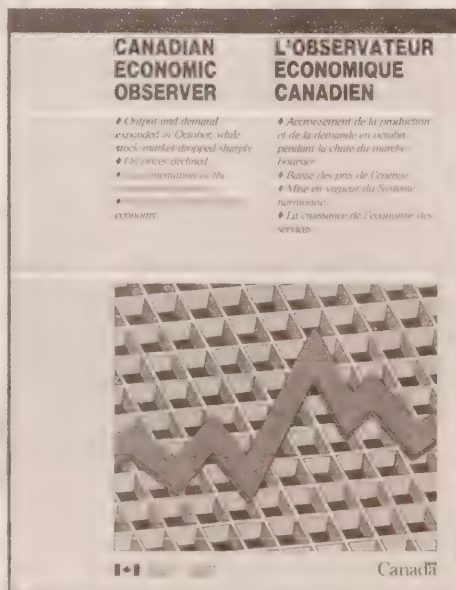 CANADIAN
ECONOMIC
OBSERVER
♦ Output and demand
expanded in October, while
stock market dropped sharply
♦ Oil prices declined
♦ of the
♦
economy
L'OBSERVATEUR
ÉCONOMIQUE
CANADIEN
♦ Accroissement de la production
et de la demande en octobre
pendant la chute du marché
boursier
♦ Baisse des prix de l'énergie
♦ Mise en vigueur du Système
harmonisé
♦ La croissance de l'économie des
services
Canada